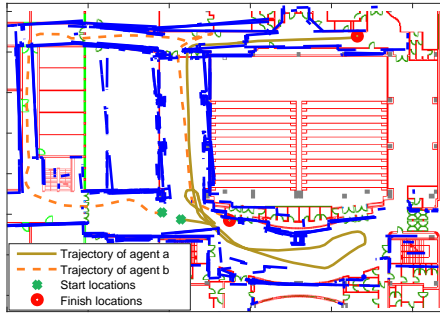 Trajectory of agent a
Trajectory of agent b
Start locations
Finish locations